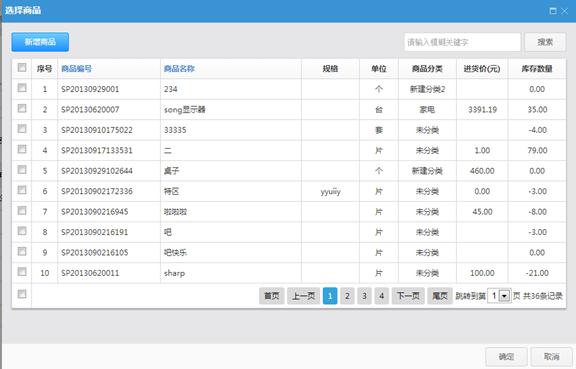 选择商品
新增商品 请输入模糊关键字 搜索
序号 商品编号 商品名称 规格 单位 商品分类 进货价(元) 库存数量
1 SP20130929001 234 个 新建分类2 0.00
2 SP20130620007 song显示器 台 家电 3391.19 35.00
3 SP20130910175022 33335 套 未分类 -4.00
4 SP20130917133531 二 片 未分类 1.00 79.00
5 SP20130929102644 桌子 个 新建分类 460.00 0.00
6 SP20130902172336 特区 yyuiiy 片 未分类 0.00 -3.00
7 SP2013090216945 啦啦啦 片 未分类 45.00 -8.00
8 SP2013090216191 吧 片 未分类 -3.00
9 SP2013090216105 吧快乐 片 未分类 0.00
10 SP20130620011 sharp 片 未分类 100.00 -21.00
首页 上一页 1 2 3 4 下一页 尾页 跳转到第 1 页 共36条记录
确定 取消